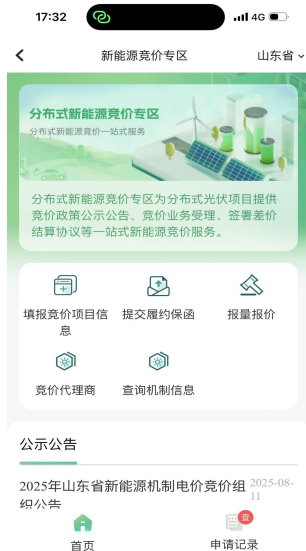 17:32
4G
新能源竞价专区
山东省
分布式新能源竞价专区
分布式新能源竞价一站式服务
分布式新能源竞价专区为分布式光伏项目提供
竞价政策公示公告、竞价业务受理、签署差价
结算协议等一站式新能源竞价服务。
填报竞价项目信
息
提交履约保函
报量报价
竞价代理商
查询机制信息
公示公告
2025年山东省新能源机制电价竞价组
2025-08-
11
织公告
查
首页
申请记录